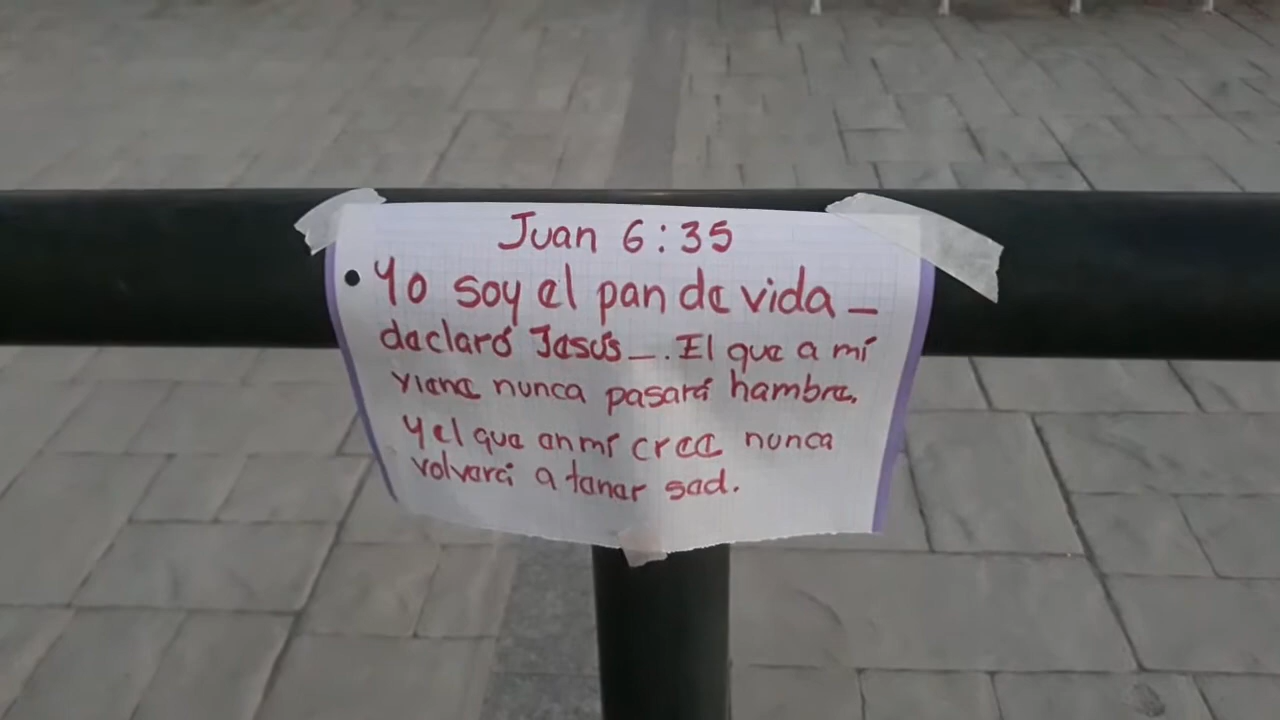 Juan 6:35
• Yo soy el pan de vida _
declaró Jesús _. El que a mí
viene nunca pasará hambre,
y el que en mí cree nunca
volverá a tener sed.